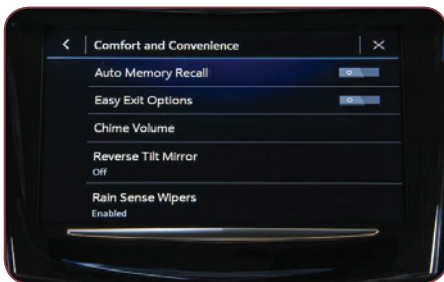 Comfort and Convenience
Auto Memory Recall
Easy Exit Options
Chime Volume
Reverse Tilt Mirror
Off
Rain Sense Wipers
Enabled